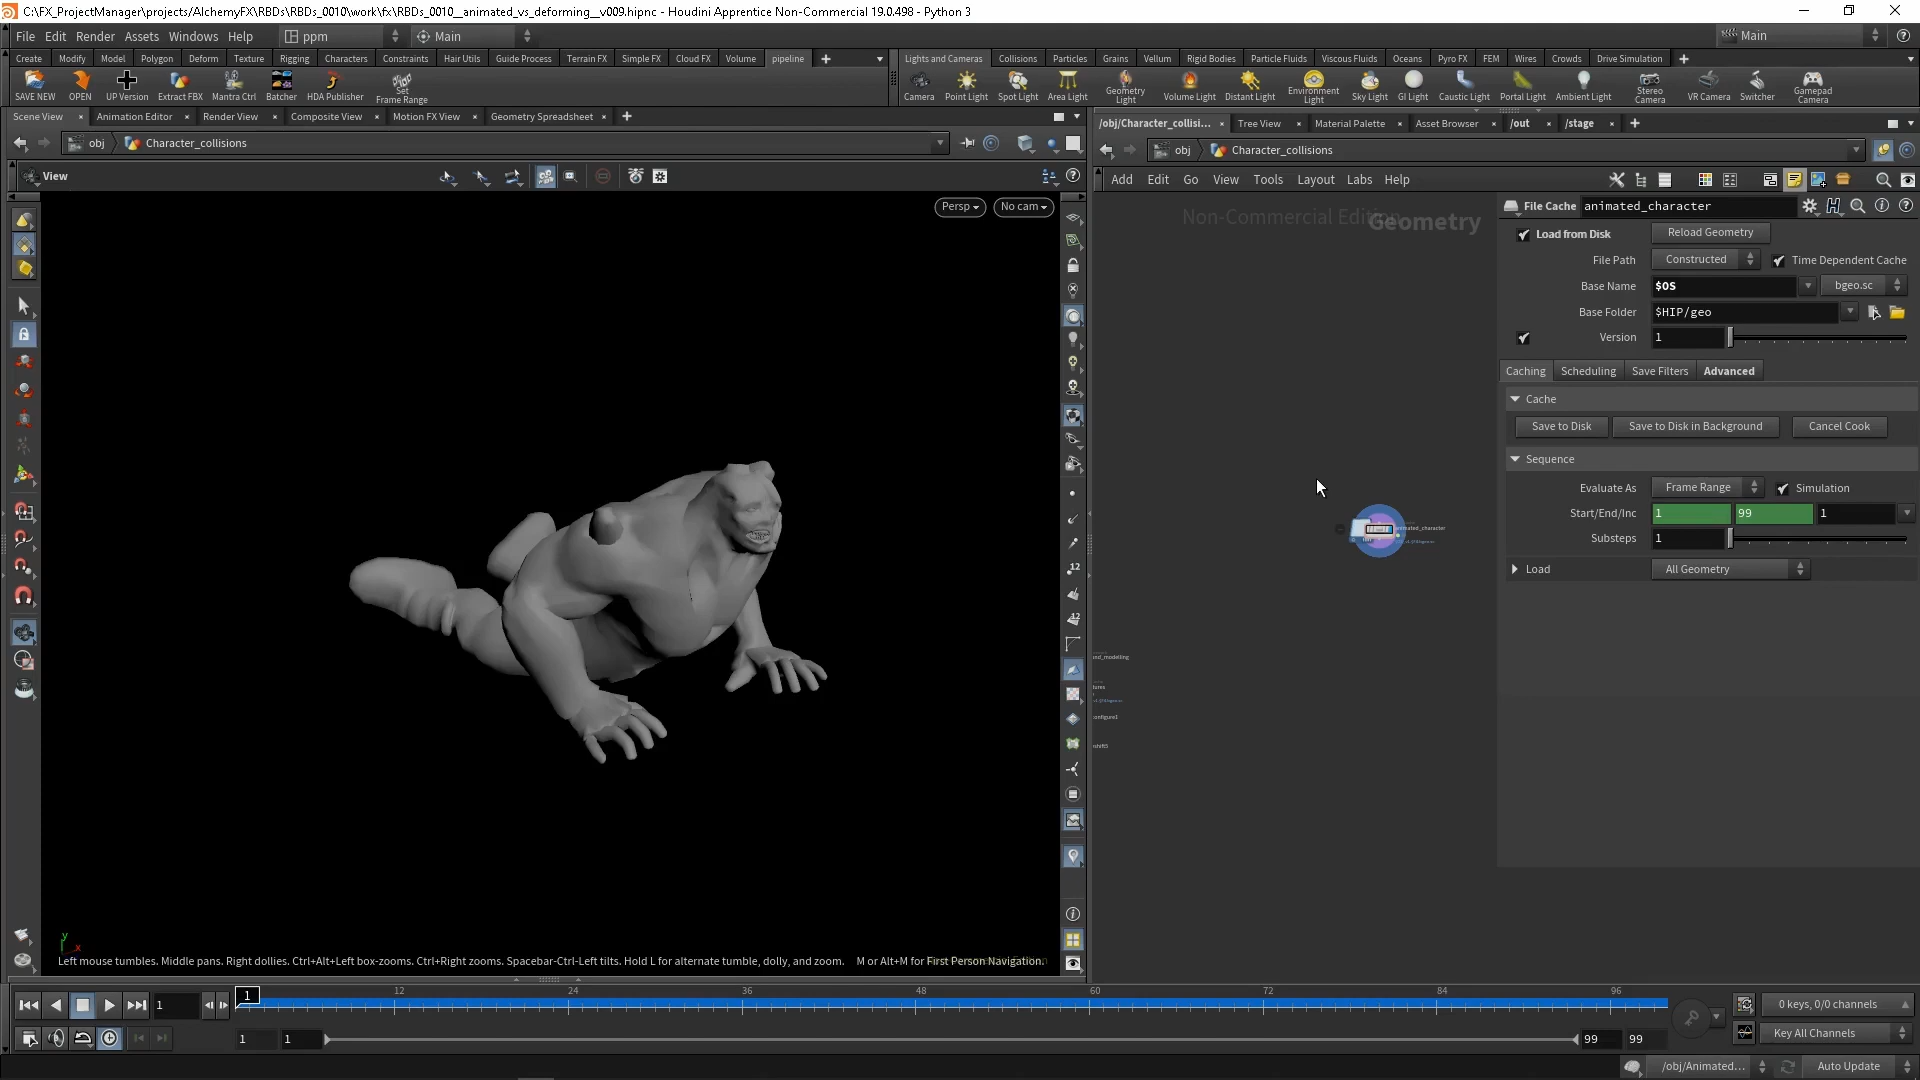 C:\FX_ProjectManager\projects\AlchemyFX\RBDs\RBDs_0010\work\fx\RBDs_0010__animated_vs_deforming__v009.hipnc - Houdini Apprentice Non-Commercial 19.0.498 - Python 3
File Edit Render Assets Windows Help ppm Main Main
Create Modify Model Polygon Deform Texture Rigging Characters Constraints Hair Utils Guide Process Terrain FX Simple FX Cloud FX Volume pipeline
SAVE NEW OPEN UP Version Extract FBX Mantra Ctrl Batcher HDA Publisher Set Frame Range
Lights and Cameras Collisions Particles Grains Vellum Rigid Bodies Particle Fluids Viscous Fluids Oceans Pyro FX FEM Wires Crowds Drive Simulation
Camera Point Light Spot Light Area Light Geometry Light Volume Light Distant Light Environment Light Sky Light GI Light Caustic Light Portal Light Ambient Light Stereo Camera VR Camera Switcher Gamepad Camera
Scene View Animation Editor Render View Composite View Motion FX View Geometry Spreadsheet
obj Character_collisions
View
Persp No cam
12
12
y
x
Left mouse tumbles. Middle pans. Right dollies. Ctrl+Alt+Left box-zooms. Ctrl+Right zooms. Spacebar-Ctrl-Left tilts. Hold L for alternate tumble, dolly, and zoom. M or Alt+M for First Person Navigation.
/obj/Character_collisi... Tree View Material Palette Asset Browser /out /stage
obj Character_collisions
Add Edit Go View Tools Layout Labs Help
Non-Commercial Edition
Geometry
animated_character
end_modelling
tures
configure1
File Cache animated_character
Load from Disk Reload Geometry
File Path Constructed Time Dependent Cache
Base Name $OS bgeo.sc
Base Folder $HIP/geo
Version 1
Caching Scheduling Save Filters Advanced
Cache
Save to Disk Save to Disk in Background Cancel Cook
Sequence
Evaluate As Frame Range Simulation
Start/End/Inc 1 99 1
Substeps 1
Load All Geometry
1 1 12 24 36 48 60 72 84 96
0 keys, 0/0 channels
1 1 99 99
Key All Channels
/obj/Animated... Auto Update